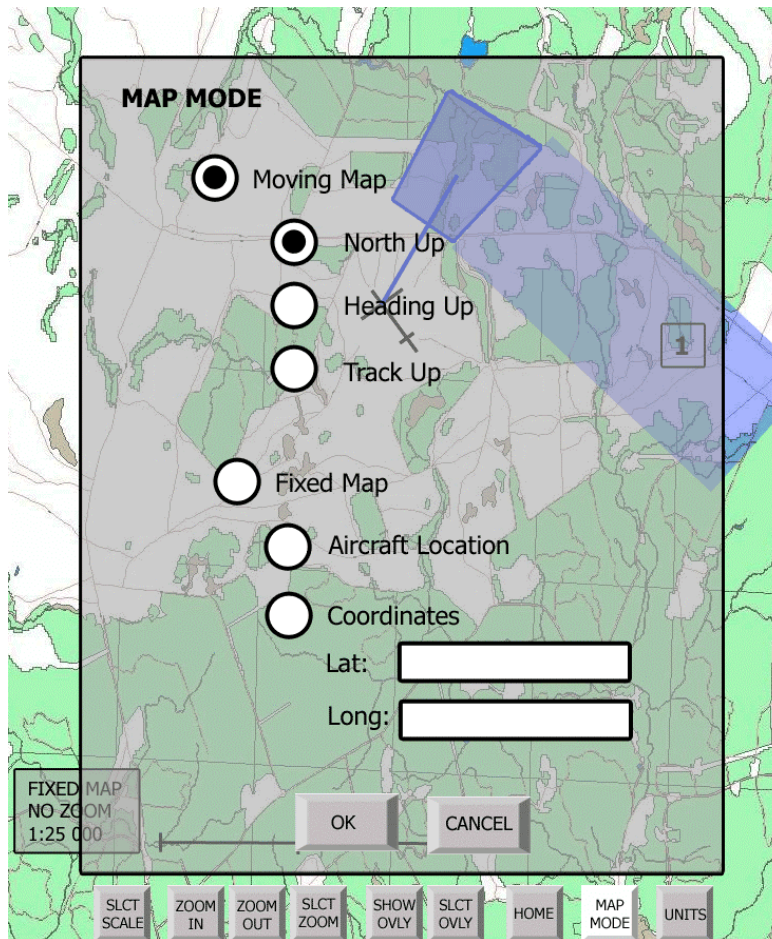 MAP MODE
Moving Map
North Up
Heading Up
1
Track Up
Fixed Map
Aircraft Location
Coordinates
Lat:
Long:
FIXED MAP
NO ZOOM
1:25 000
OK
CANCEL
SLCT
SCALE
ZOOM
IN
ZOOM
OUT
SLCT
ZOOM
SHOW
OVLY
SLCT
OVLY
HOME
MAP
MODE
UNITS